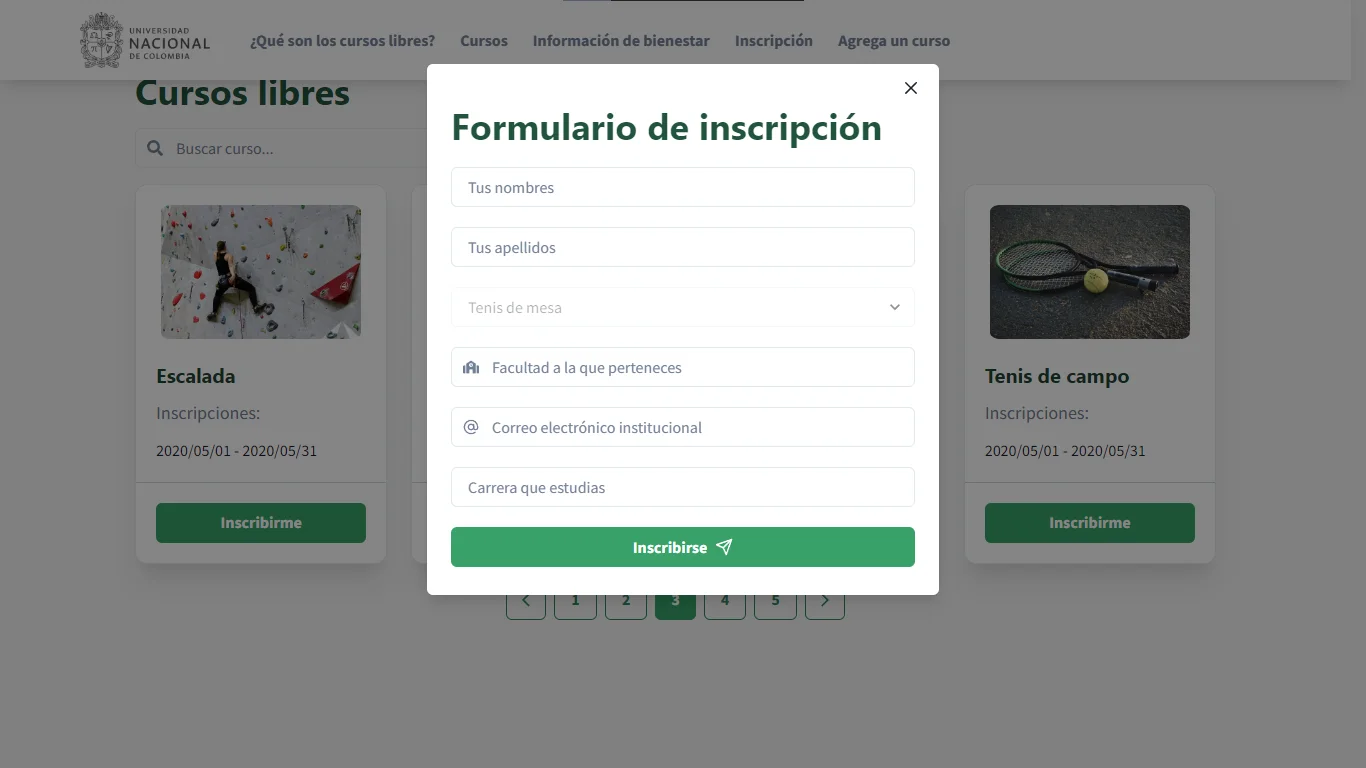 UNIVERSIDAD
NACIONAL
DE COLOMBIA
¿Qué son los cursos libres?
Cursos
Información de bienestar
Inscripción
Agrega un curso
Cursos libres
Buscar curso...
Formulario de inscripción
Tus nombres
Tus apellidos
Tenis de mesa
Facultad a la que perteneces
@ Correo electrónico institucional
Carrera que estudias
Inscribirse
Escalada
Inscripciones:
2020/05/01 - 2020/05/31
Inscribirme
Tenis de campo
Inscripciones:
2020/05/01 - 2020/05/31
Inscribirme
1 2 3 4 5